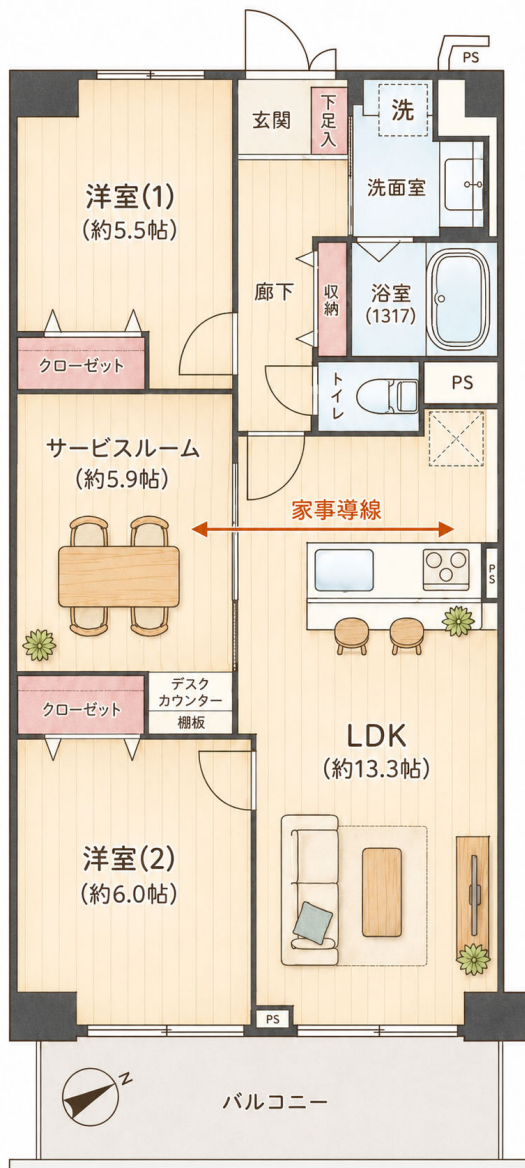 PS
玄関
下足入
洗
洋室(1)
(約5.5帖)
洗面室
廊下
収納
浴室
(1317)
クローゼット
トイレ
PS
サービスルーム
(約5.9帖)
家事導線
PS
デスク
カウンター
棚板
クローゼット
LDK
(約13.3帖)
洋室(2)
(約6.0帖)
PS
N
バルコニー